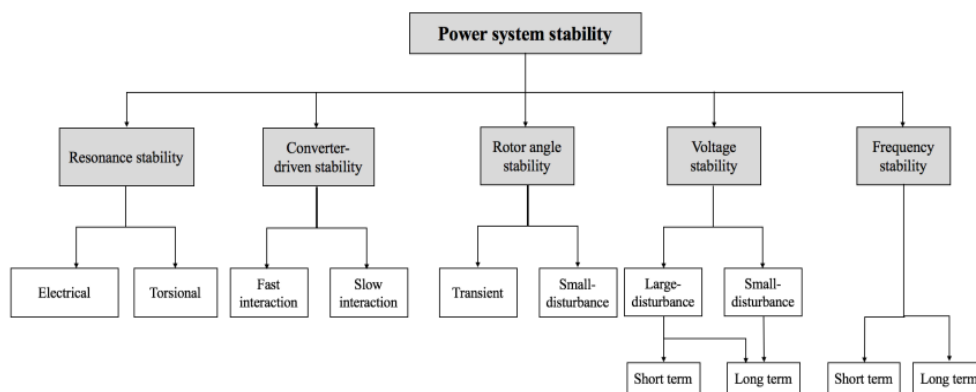 Power system stability
Resonance stability
Converter-
driven stability
Rotor angle
stability
Voltage
stability
Frequency
stability
Electrical
Torsional
Fast
interaction
Slow
interaction
Transient
Small-
disturbance
Large-
disturbance
Small-
disturbance
Short term
Long term
Short term
Long term